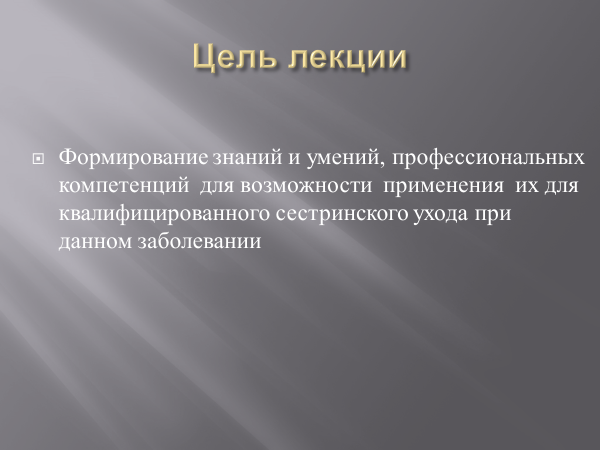 Цель лекции
Формирование знаний и умений, профессиональных
компетенций для возможности применения их для
квалифицированного сестринского ухода при
данном заболевании